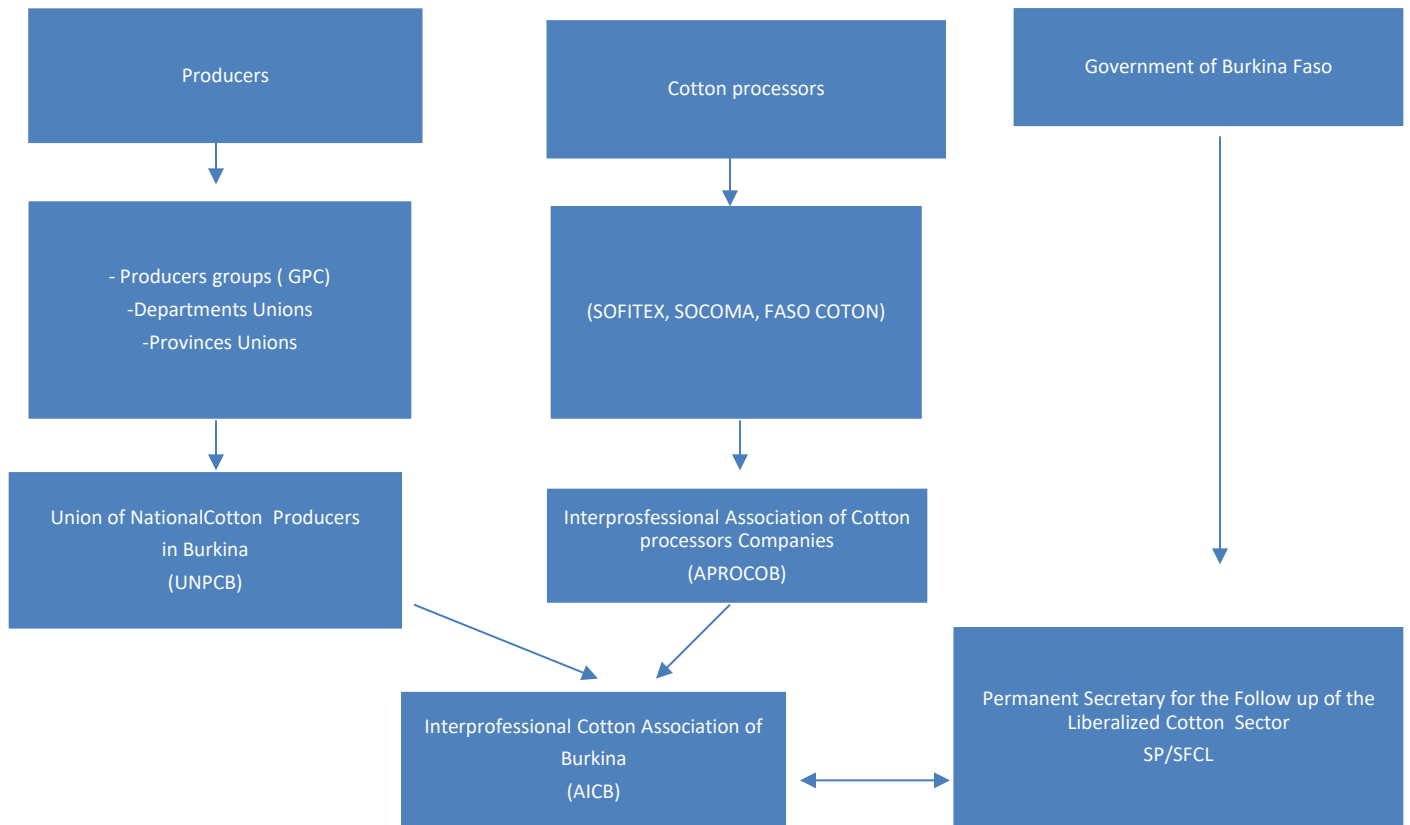 Producers
Cotton processors
Government of Burkina Faso
- Producers groups ( GPC)
-Departments Unions
-Provinces Unions
(SOFITEX, SOCOMA, FASO COTON)
Union of NationalCotton Producers
in Burkina
(UNPCB)
Interprosfessional Association of Cotton
processors Companies
(APROCOB)
Interprofessional Cotton Association of
Burkina
(AICB)
Permanent Secretary for the Follow up of the
Liberalized Cotton Sector
SP/SFCL